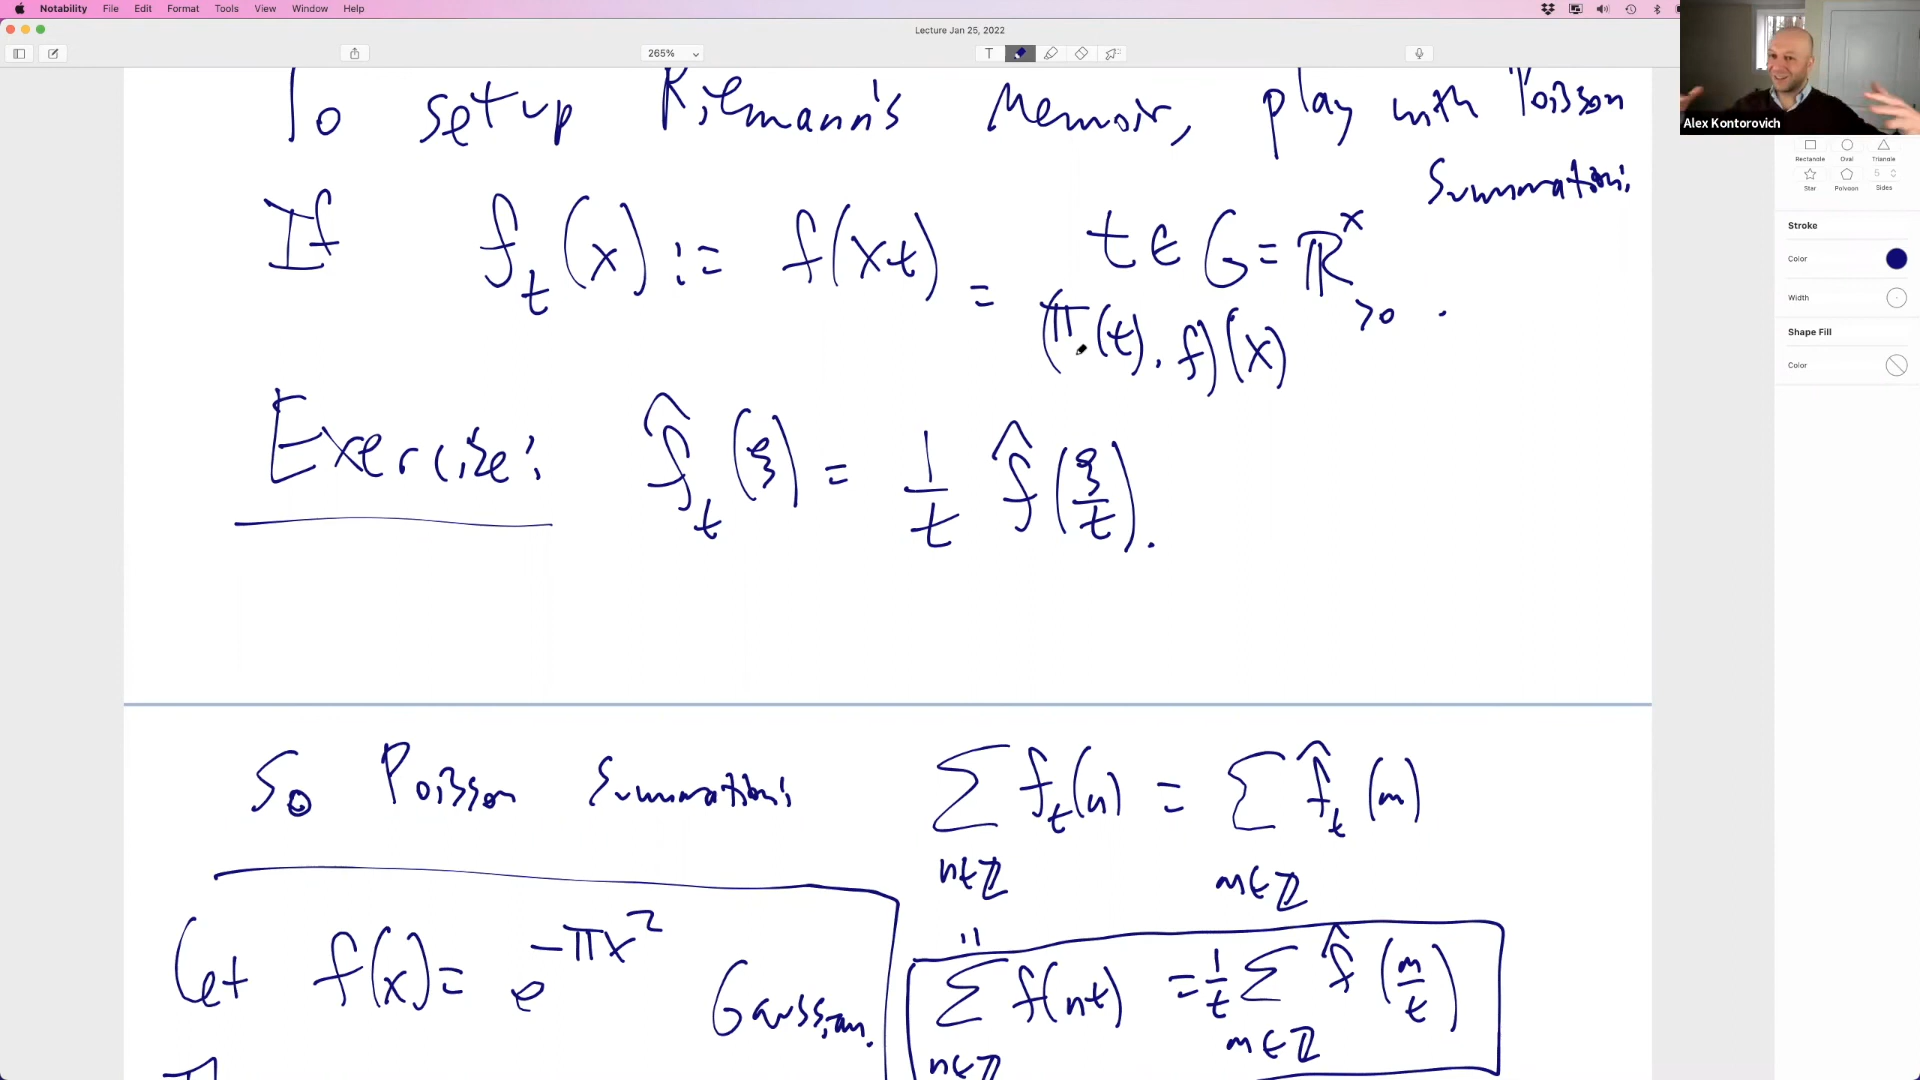 Notability File Edit Format Tools View Window Help
Lecture Jan 25, 2022
265%
T
Alex Kontorovich
Rectangle Oval Triangle
Star Polygon Sides
5
Stroke
Color
Width
Shape Fill
Color
To setup Riemann's Memoir, play with Poisson
Summation:
If f_t(x) := f(xt) = t ∈ G = ℝ^×_{>0}.
(π(t).f)(x)
Exercise: f̂_t(ξ) = 1/t f̂(ξ/t).
So Poisson Summation: ∑_{n∈ℤ} f_t(n) = ∑_{m∈ℤ} f̂_t(m)
Let f(x) = e^{-πx²} Gaussian.
∑_{n∈ℤ} f(nt) = 1/t ∑_{m∈ℤ} f̂(m/t)